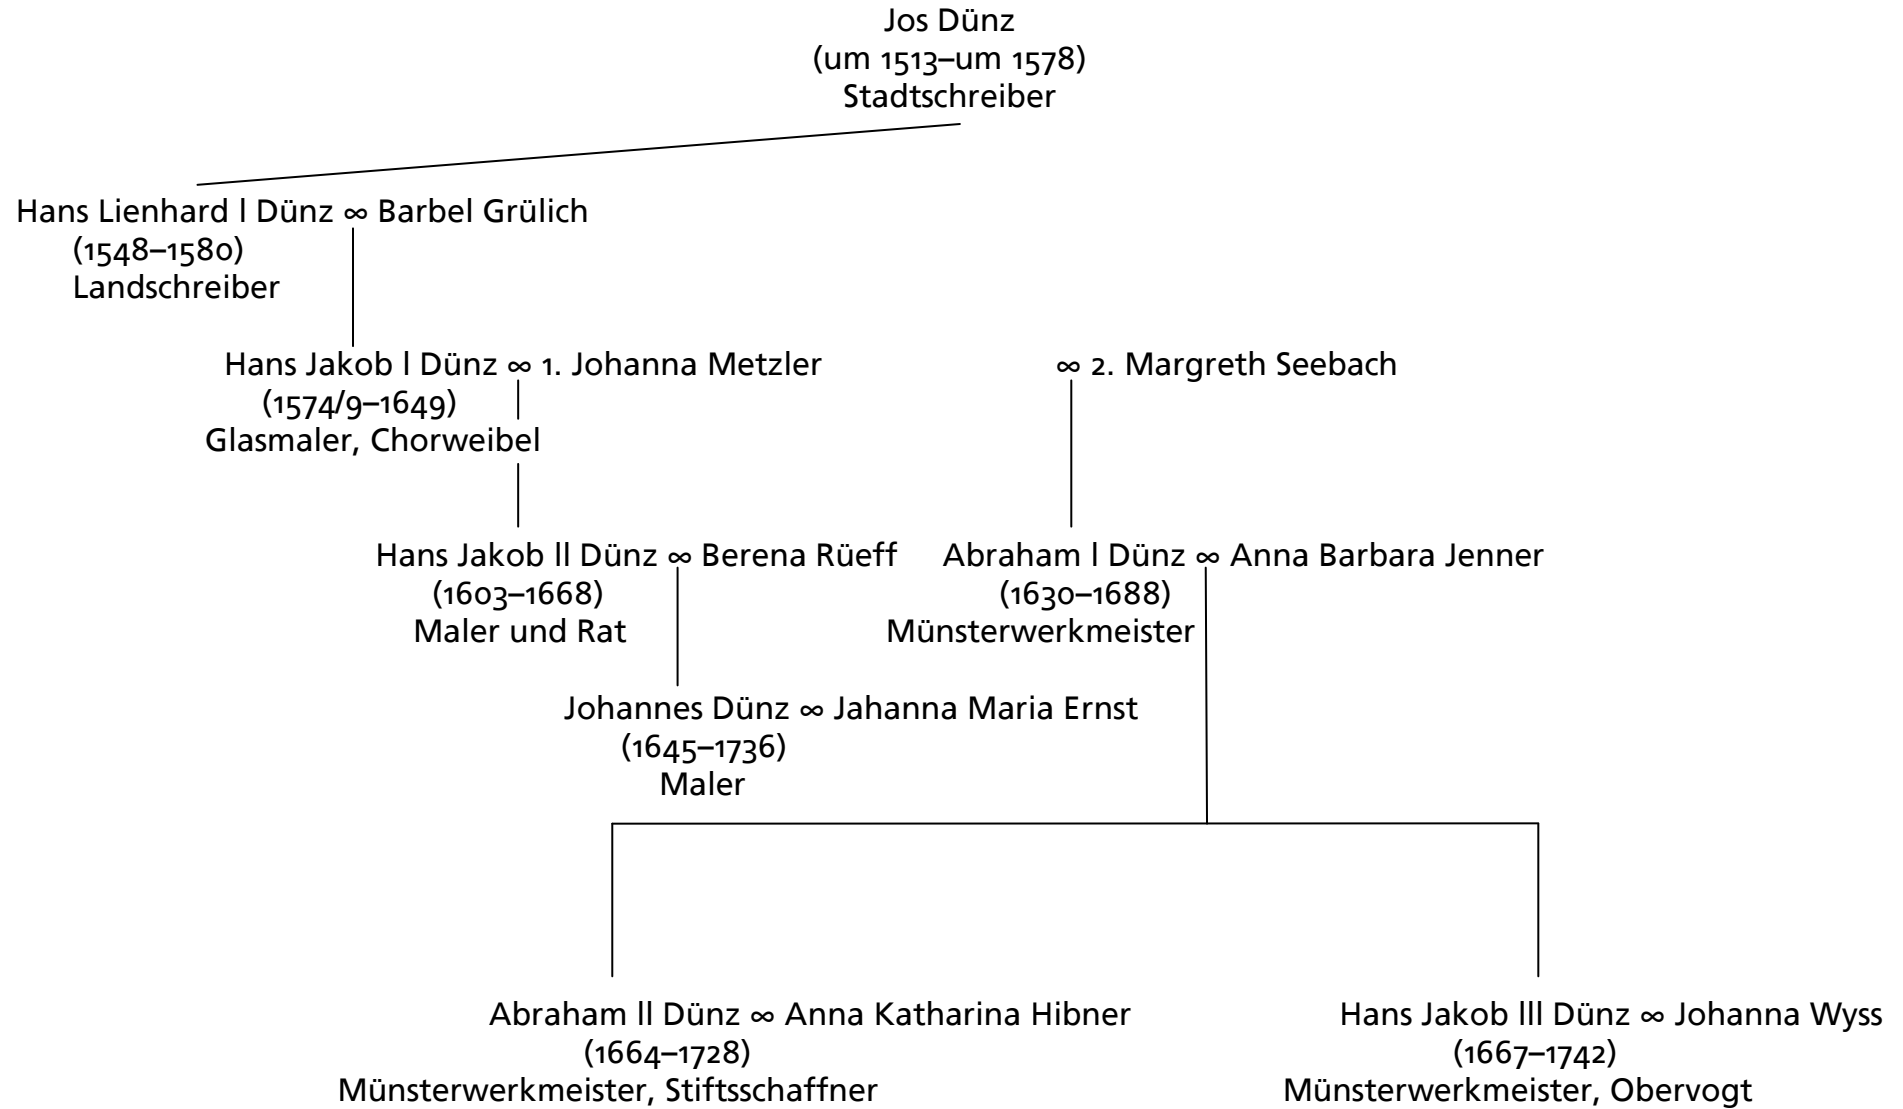 Jos Dünz
(um 1513–um 1578)
Stadtschreiber
Hans Lienhard l Dünz ∞ Barbel Grülich
(1548–1580)
Landschreiber
Hans Jakob l Dünz ∞ 1. Johanna Metzler
∞ 2. Margreth Seebach
(1574/9–1649)
Glasmaler, Chorweibel
Hans Jakob ll Dünz ∞ Berena Rüeff
(1603–1668)
Maler und Rat
Abraham l Dünz ∞ Anna Barbara Jenner
(1630–1688)
Münsterwerkmeister
Johannes Dünz ∞ Jahanna Maria Ernst
(1645–1736)
Maler
Abraham ll Dünz ∞ Anna Katharina Hibner
(1664–1728)
Münsterwerkmeister, Stiftsschaffner
Hans Jakob lll Dünz ∞ Johanna Wyss
(1667–1742)
Münsterwerkmeister, Obervogt